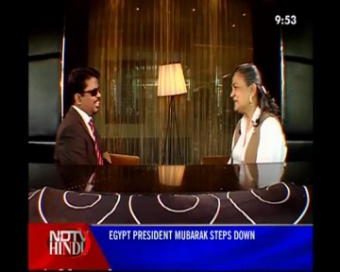 9:53
NDTV
HINDU
EGYPT PRESIDENT MUBARAK STEPS DOWN